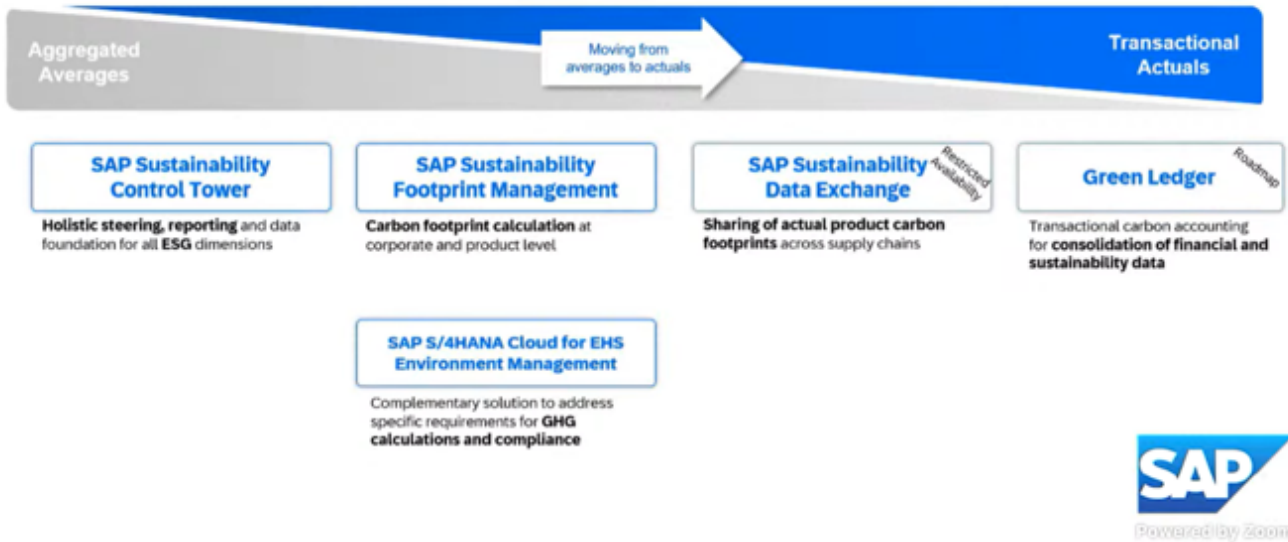 Aggregated
Averages
Moving from
averages to actuals
Transactional
Actuals
SAP Sustainability
Control Tower
Holistic steering, reporting and data
foundation for all ESG dimensions
SAP Sustainability
Footprint Management
Carbon footprint calculation at
corporate and product level
SAP S/4HANA Cloud for EHS
Environment Management
Complementary solution to address
specific requirements for GHG
calculations and compliance
SAP Sustainability
Data Exchange
Restricted
Availability
Sharing of actual product carbon
footprints across supply chains
Green Ledger
Roadmap
Transactional carbon accounting
for consolidation of financial and
sustainability data
SAP
Powered by Zoom